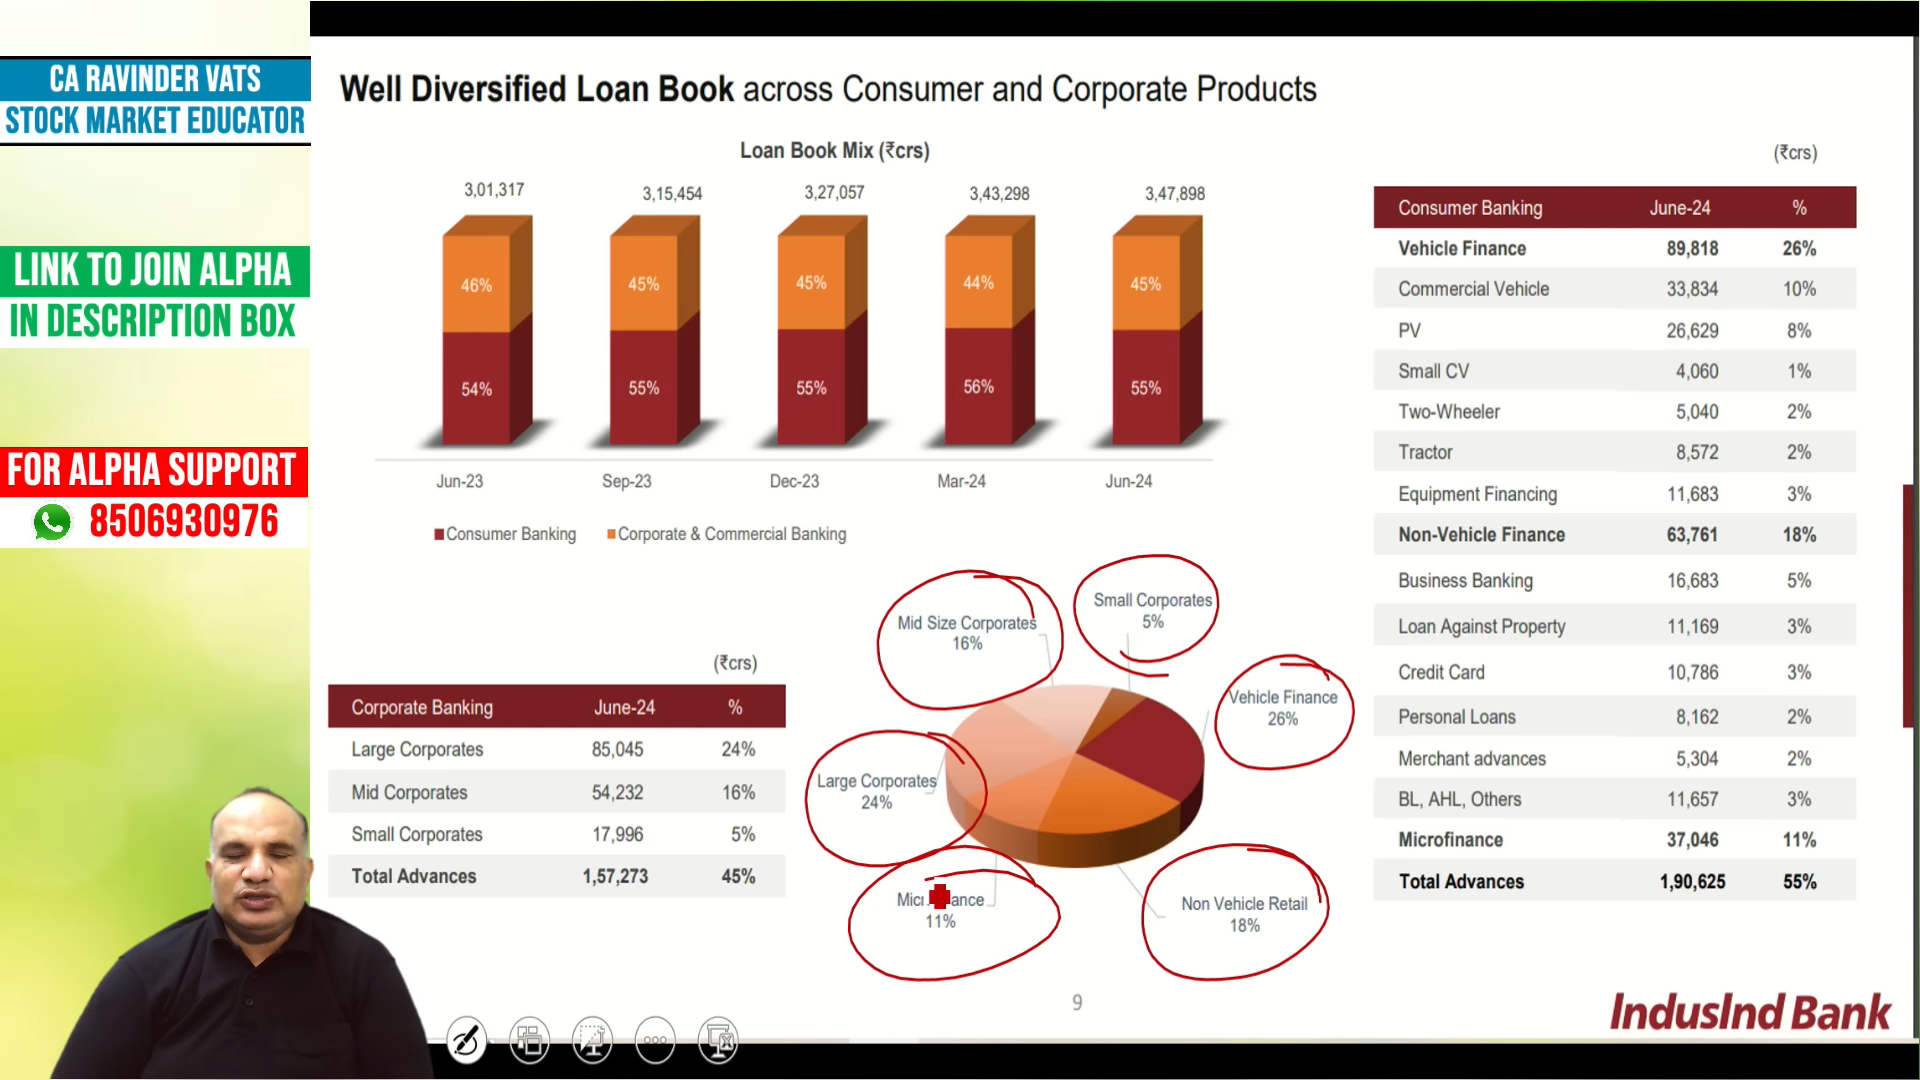 CA RAVINDER VATS
STOCK MARKET EDUCATOR
LINK TO JOIN ALPHA
IN DESCRIPTION BOX
FOR ALPHA SUPPORT
8506930976
Well Diversified Loan Book across Consumer and Corporate Products
Loan Book Mix (₹crs)
3,01,317 3,15,454 3,27,057 3,43,298 3,47,898
46% 45% 45% 44% 45%
54% 55% 55% 56% 55%
Jun-23 Sep-23 Dec-23 Mar-24 Jun-24
Consumer Banking Corporate & Commercial Banking
(₹crs)
Corporate Banking June-24 %
Large Corporates 85,045 24%
Mid Corporates 54,232 16%
Small Corporates 17,996 5%
Total Advances 1,57,273 45%
Mid Size Corporates
16%
Small Corporates
5%
Vehicle Finance
26%
Large Corporates
24%
11%
Non Vehicle Retail
18%
(₹crs)
Consumer Banking June-24 %
Vehicle Finance 89,818 26%
Commercial Vehicle 33,834 10%
PV 26,629 8%
Small CV 4,060 1%
Two-Wheeler 5,040 2%
Tractor 8,572 2%
Equipment Financing 11,683 3%
Non-Vehicle Finance 63,761 18%
Business Banking 16,683 5%
Loan Against Property 11,169 3%
Credit Card 10,786 3%
Personal Loans 8,162 2%
Merchant advances 5,304 2%
BL, AHL, Others 11,657 3%
Microfinance 37,046 11%
Total Advances 1,90,625 55%
9
IndusInd Bank